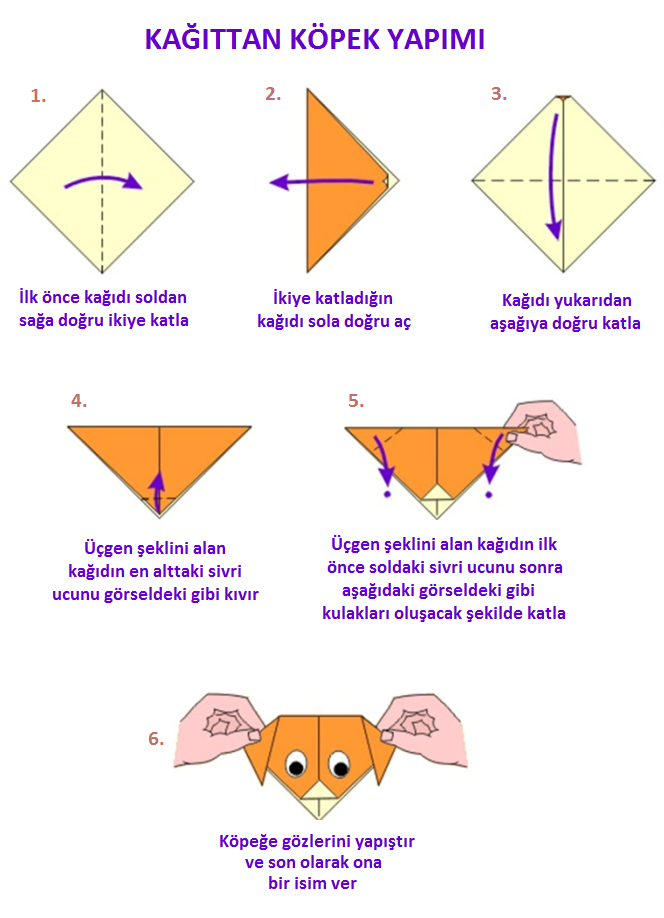 KAĞITTAN KÖPEK YAPIMI
1.
İlk önce kağıdı soldan
sağa doğru ikiye katla
2.
İkiye katladığın
kağıdı sola doğru aç
3.
Kağıdı yukarıdan
aşağıya doğru katla
4.
Üçgen şeklini alan
kağıdın en alttaki sivri
ucunu görseldeki gibi kıvır
5.
Üçgen şeklini alan kağıdın ilk
önce soldaki sivri ucunu sonra
aşağıdaki görseldeki gibi
kulakları oluşacak şekilde katla
6.
Köpeğe gözlerini yapıştır
ve son olarak ona
bir isim ver